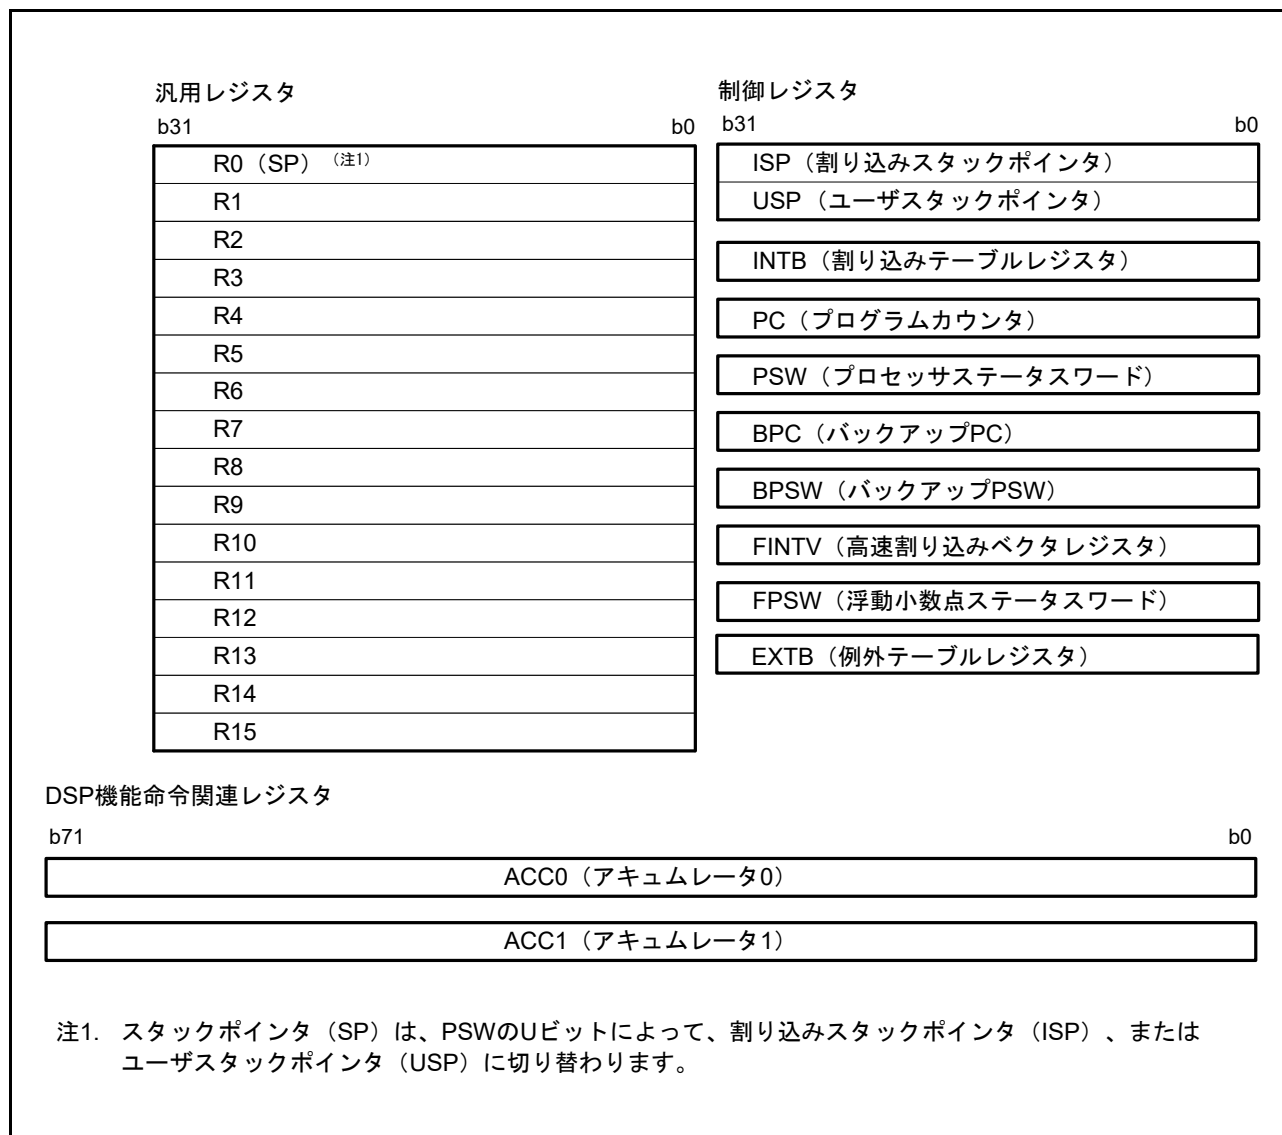 汎用レジスタ
b31 b0
R0（SP）（注1）
R1
R2
R3
R4
R5
R6
R7
R8
R9
R10
R11
R12
R13
R14
R15
制御レジスタ
b31 b0
ISP（割り込みスタックポインタ）
USP（ユーザスタックポインタ）
INTB（割り込みテーブルレジスタ）
PC（プログラムカウンタ）
PSW（プロセッサステータスワード）
BPC（バックアップPC）
BPSW（バックアップPSW）
FINTV（高速割り込みベクタレジスタ）
FPSW（浮動小数点ステータスワード）
EXTB（例外テーブルレジスタ）
DSP機能命令関連レジスタ
b71 b0
ACC0（アキュムレータ0）
ACC1（アキュムレータ1）
注1. スタックポインタ（SP）は、PSWのUビットによって、割り込みスタックポインタ（ISP）、または
ユーザスタックポインタ（USP）に切り替わります。